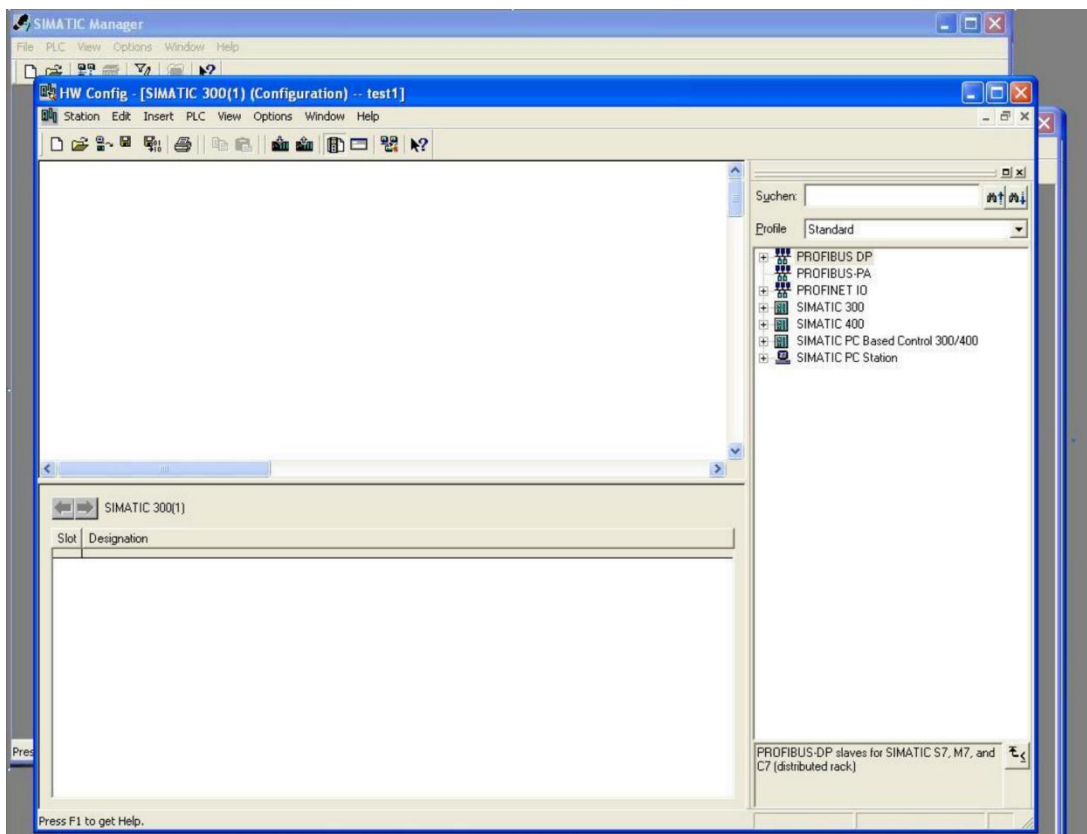 SIMATIC Manager
File PLC View Options Window Help
HW Config - [SIMATIC 300(1) (Configuration) -- test1]
Station Edit Insert PLC View Options Window Help
Suchen:
Profile Standard
PROFIBUS DP
PROFIBUS-PA
PROFINET IO
SIMATIC 300
SIMATIC 400
SIMATIC PC Based Control 300/400
SIMATIC PC Station
SIMATIC 300(1)
Slot Designation
Pres
PROFIBUS-DP slaves for SIMATIC S7, M7, and
C7 (distributed rack)
Press F1 to get Help.